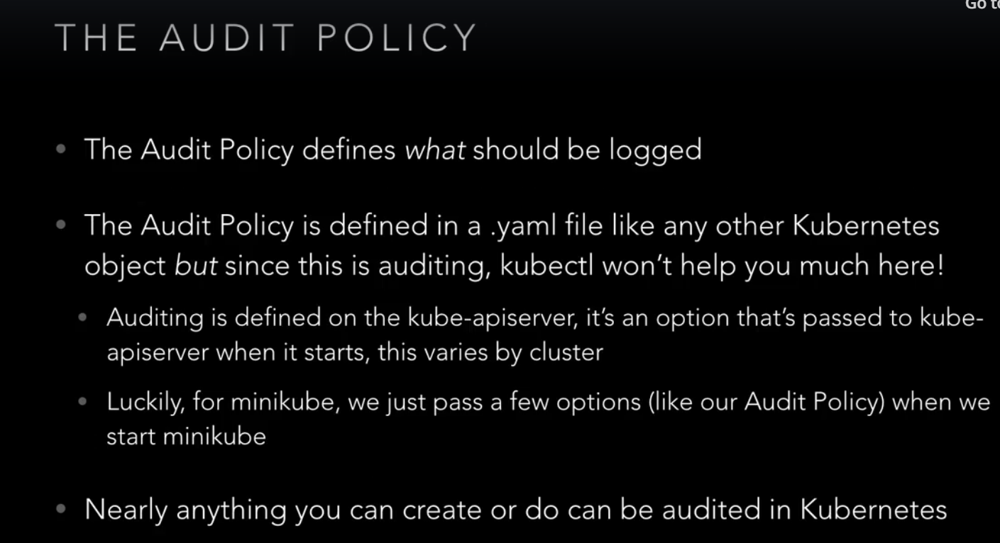 Go to
THE AUDIT POLICY
• The Audit Policy defines what should be logged
• The Audit Policy is defined in a .yaml file like any other Kubernetes
object but since this is auditing, kubectl won’t help you much here!
• Auditing is defined on the kube-apiserver, it’s an option that’s passed to kube-
apiserver when it starts, this varies by cluster
• Luckily, for minikube, we just pass a few options (like our Audit Policy) when we
start minikube
• Nearly anything you can create or do can be audited in Kubernetes